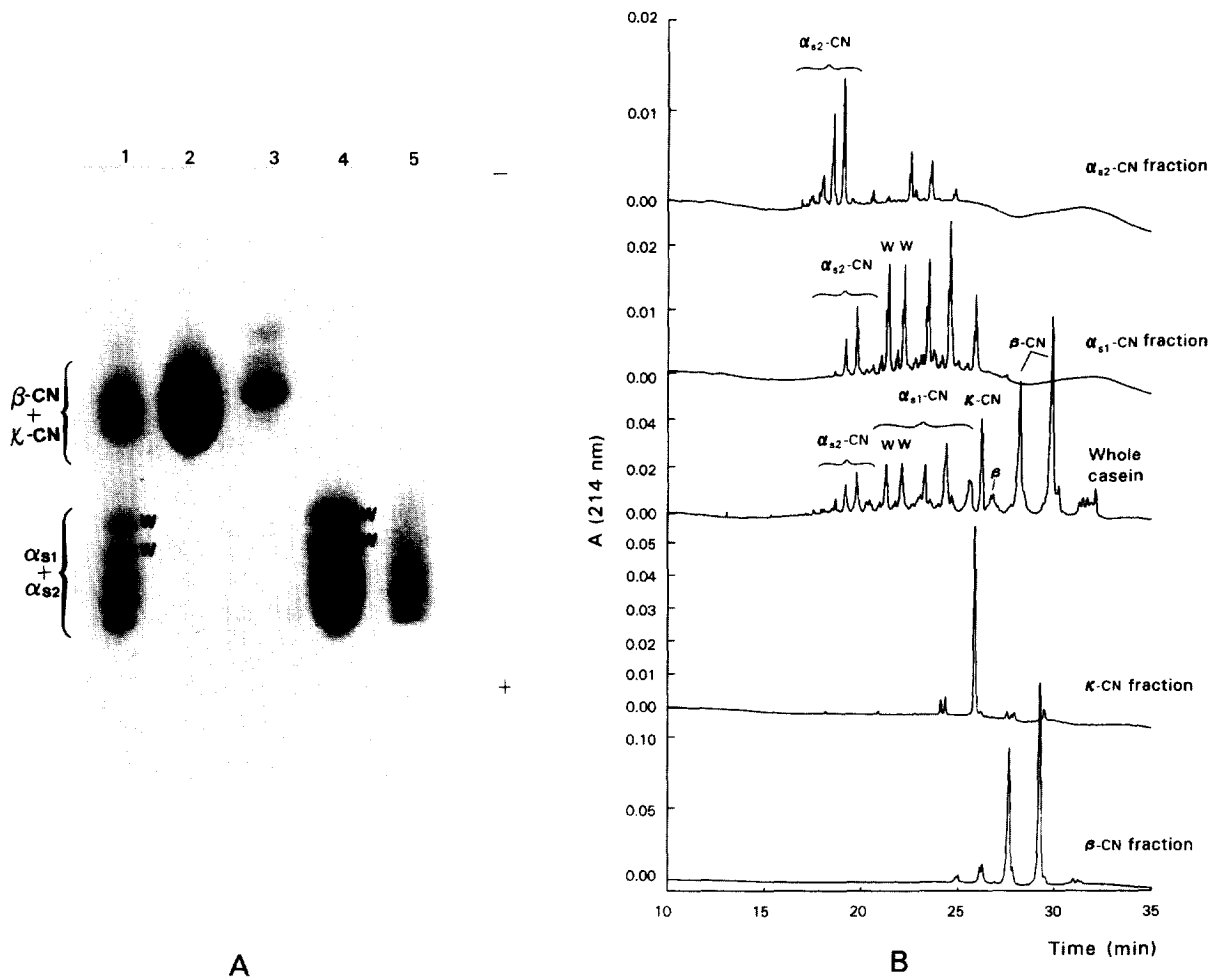 1 2 3 4 5
−
β-CN
+
κ-CN
W
W
W
W
αs1
+
αs2
+
A
0.02
αs2-CN
0.01
αs2-CN fraction
0.00
0.02
W W
αs2-CN
0.01
β-CN
αs1-CN fraction
0.00
αs1-CN
κ-CN
0.04
αs2-CN
W W
Whole
casein
0.02
β
0.00
A (214 nm)
0.05
0.04
0.03
0.02
0.01
κ-CN fraction
0.00
0.10
0.05
β-CN fraction
0.00
10 15 20 25 30 35
Time (min)
B